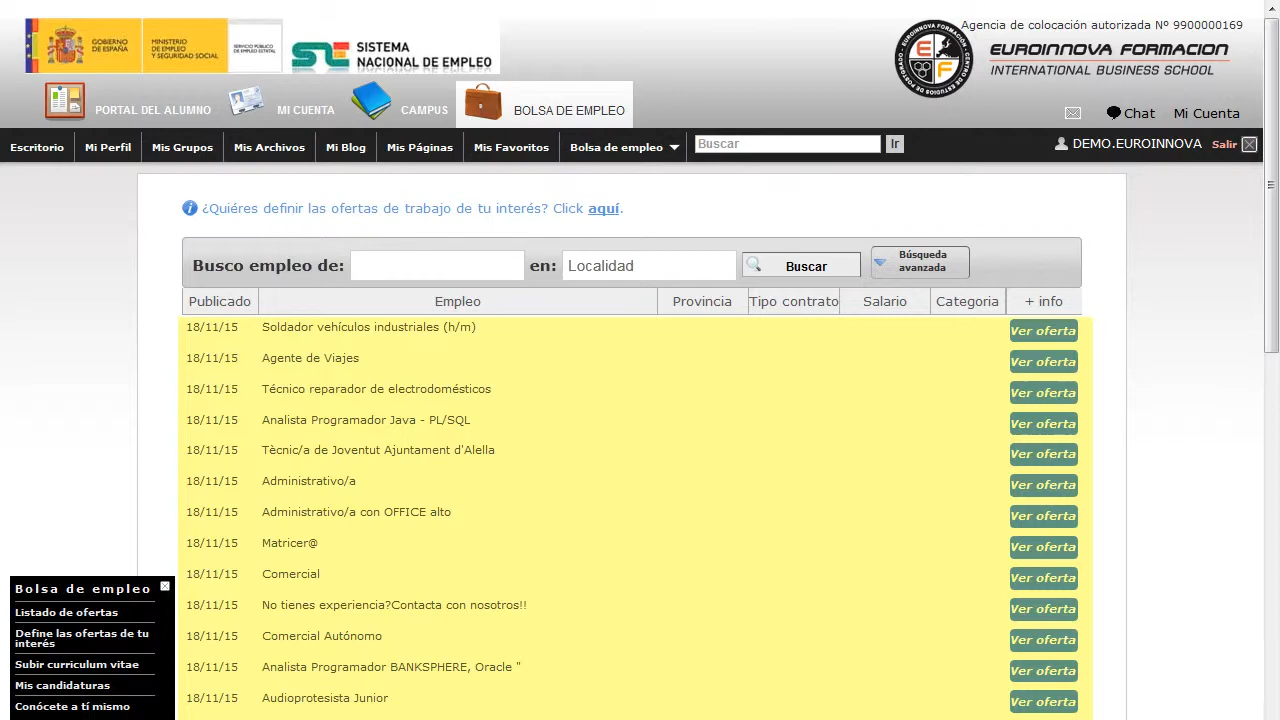 Agencia de colocación autorizada Nº 9900000169
GOBIERNO DE ESPAÑA
MINISTERIO DE EMPLEO Y SEGURIDAD SOCIAL
SERVICIO PÚBLICO DE EMPLEO ESTATAL
SISTEMA
NACIONAL DE EMPLEO
EUROINNOVA FORMACIÓN
INTERNATIONAL BUSINESS SCHOOL
PORTAL DEL ALUMNO
MI CUENTA
CAMPUS
BOLSA DE EMPLEO
Chat
Mi Cuenta
Escritorio Mi Perfil Mis Grupos Mis Archivos Mi Blog Mis Páginas Mis Favoritos Bolsa de empleo Buscar Ir DEMO.EUROINNOVA Salir
¿Quiéres definir las ofertas de trabajo de tu interés? Click aquí.
Busco empleo de: en: Localidad Buscar Búsqueda
avanzada
Publicado Empleo Provincia Tipo contrato Salario Categoria + info
18/11/15 Soldador vehículos industriales (h/m) Ver oferta
18/11/15 Agente de Viajes Ver oferta
18/11/15 Técnico reparador de electrodomésticos Ver oferta
18/11/15 Analista Programador Java - PL/SQL Ver oferta
18/11/15 Tècnic/a de Joventut Ajuntament d'Alella Ver oferta
18/11/15 Administrativo/a Ver oferta
18/11/15 Administrativo/a con OFFICE alto Ver oferta
18/11/15 Matricer@ Ver oferta
18/11/15 Comercial Ver oferta
18/11/15 No tienes experiencia?Contacta con nosotros!! Ver oferta
18/11/15 Comercial Autónomo Ver oferta
18/11/15 Analista Programador BANKSPHERE, Oracle " Ver oferta
18/11/15 Audioprotesista Junior Ver oferta
Bolsa de empleo
Listado de ofertas
Define las ofertas de tu
interés
Subir curriculum vitae
Mis candidaturas
Conócete a tí mismo